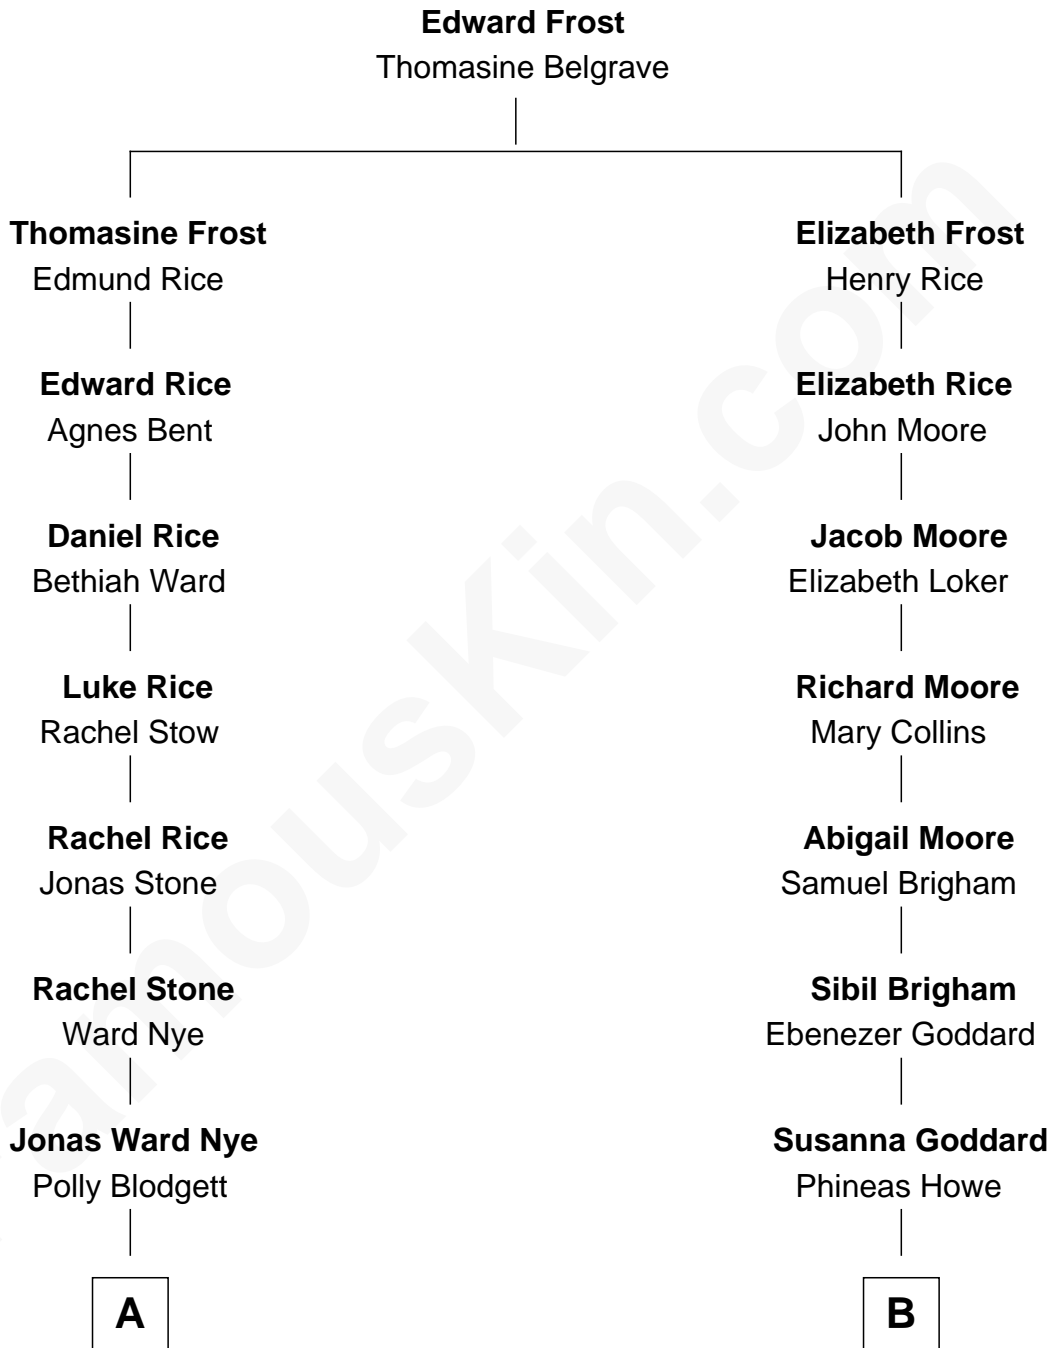 Edward Frost
Thomasine Belgrave
Thomasine Frost
Edmund Rice
Elizabeth Frost
Henry Rice
Edward Rice
Agnes Bent
Elizabeth Rice
John Moore
Daniel Rice
Bethiah Ward
Jacob Moore
Elizabeth Loker
Luke Rice
Rachel Stow
Richard Moore
Mary Collins
Rachel Rice
Jonas Stone
Abigail Moore
Samuel Brigham
Rachel Stone
Ward Nye
Sibil Brigham
Ebenezer Goddard
Jonas Ward Nye
Polly Blodgett
Susanna Goddard
Phineas Howe
A
B
amouskin.com